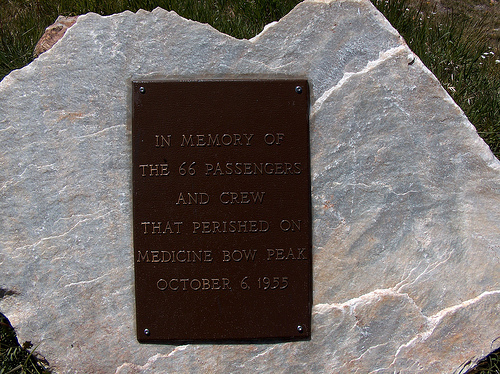 IN MEMORY OF
THE 66 PASSENGERS
AND CREW
THAT PERISHED ON
MEDICINE BOW PEAK
OCTOBER 6, 1955